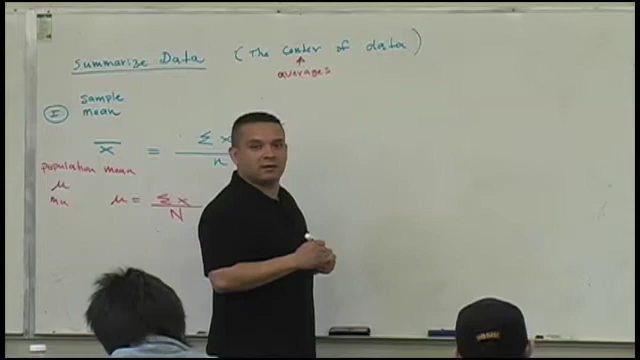 Summarize Data (The center of data)
averages
I sample
mean
x̄ = Σx
n
population mean
μ
mu
μ = Σx
N